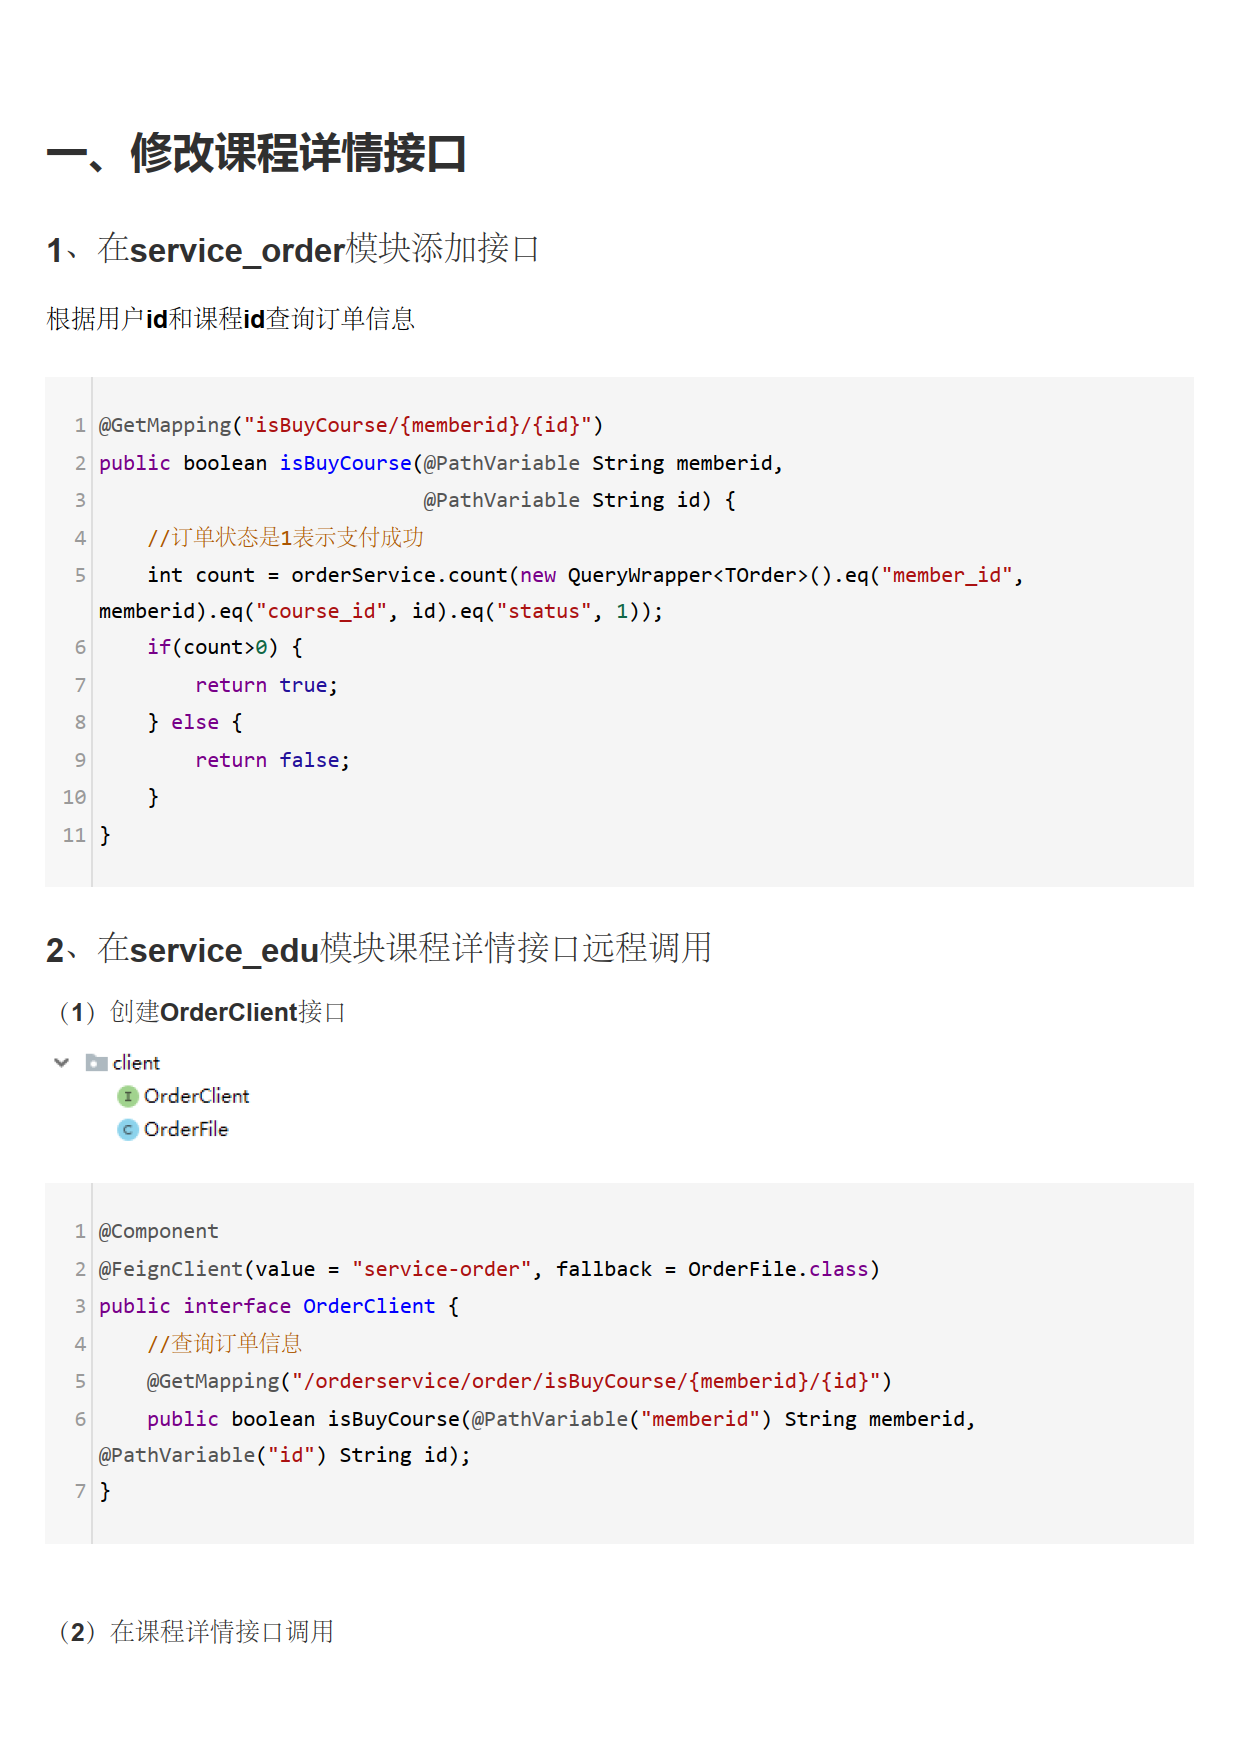 一、修改课程详情接口
1、在service_order模块添加接口
根据用户id和课程id查询订单信息
1 @GetMapping("isBuyCourse/{memberid}/{id}")
2 public boolean isBuyCourse(@PathVariable String memberid,
3 @PathVariable String id) {
4 //订单状态是1表示支付成功
5 int count = orderService.count(new QueryWrapper<TOrder>().eq("member_id",
memberid).eq("course_id", id).eq("status", 1));
6 if(count>0) {
7 return true;
8 } else {
9 return false;
10 }
11 }
2、在service_edu模块课程详情接口远程调用
（1）创建OrderClient接口
client
I OrderClient
C OrderFile
1 @Component
2 @FeignClient(value = "service-order", fallback = OrderFile.class)
3 public interface OrderClient {
4 //查询订单信息
5 @GetMapping("/orderservice/order/isBuyCourse/{memberid}/{id}")
6 public boolean isBuyCourse(@PathVariable("memberid") String memberid,
@PathVariable("id") String id);
7 }
（2）在课程详情接口调用